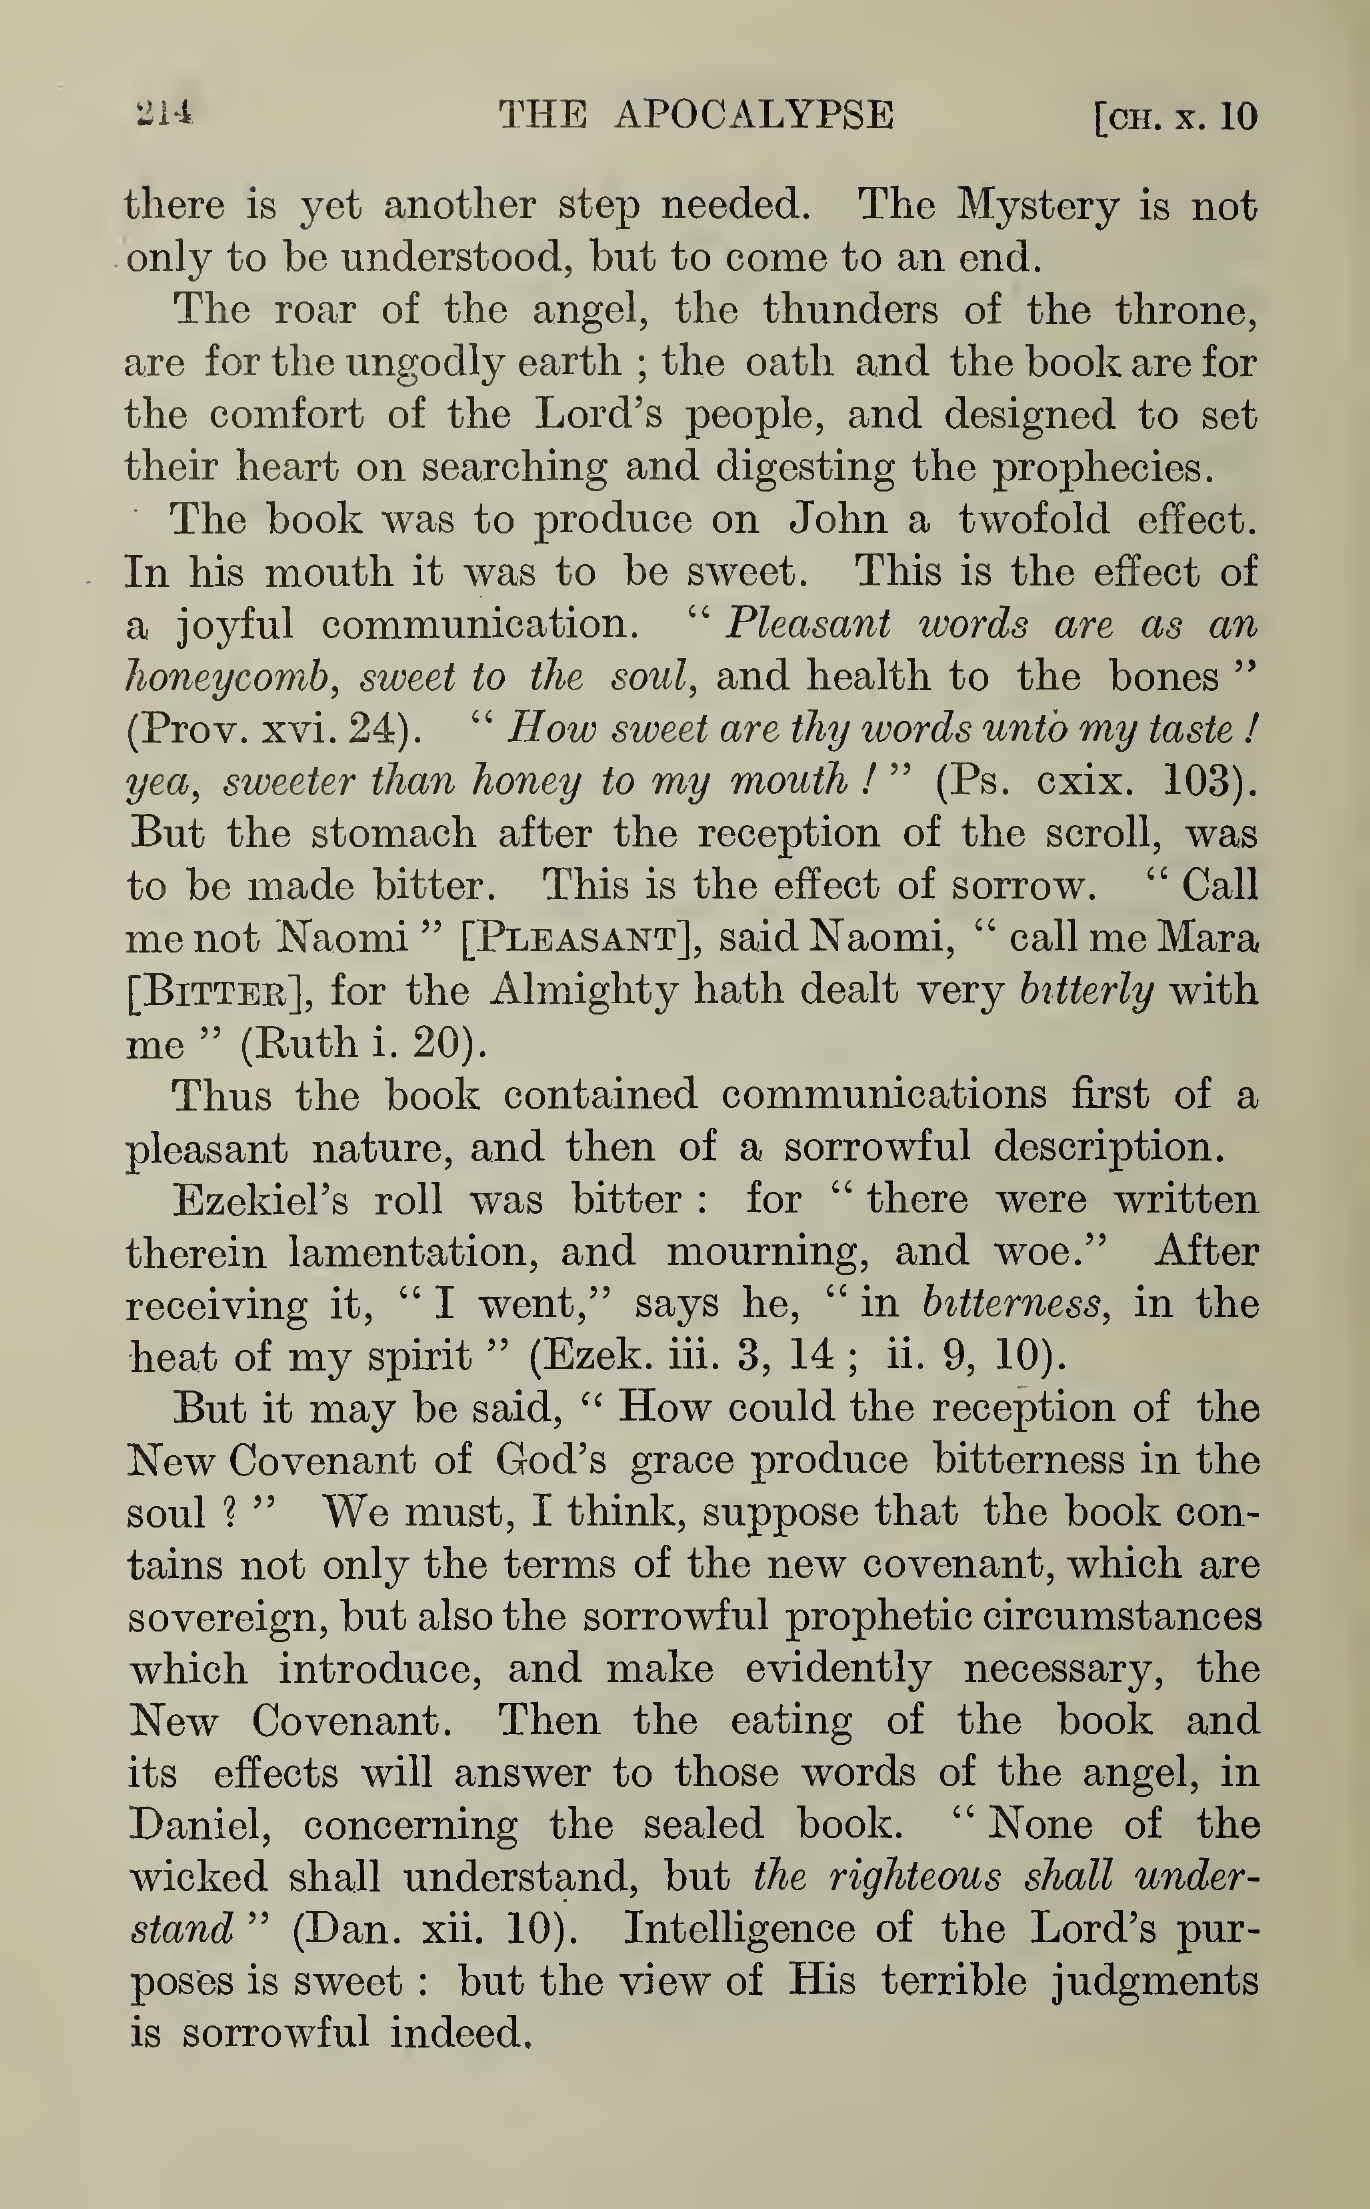 214 THE APOCALYPSE [CH. X. 10
there is yet another step needed. The Mystery is not
only to be understood, but to come to an end.
The roar of the angel, the thunders of the throne,
are for the ungodly earth ; the oath and the book are for
the comfort of the Lord's people, and designed to set
their heart on searching and digesting the prophecies.
The book was to produce on John a twofold effect.
In his mouth it was to be sweet. This is the effect of
a joyful communication. “ Pleasant words are as an
honeycomb, sweet to the soul, and health to the bones ”
(Prov. xvi. 24). “ How sweet are thy words unto my taste !
yea, sweeter than honey to my mouth ! ” (Ps. cxix. 103).
But the stomach after the reception of the scroll, was
to be made bitter. This is the effect of sorrow. “ Call
me not Naomi ” [PLEASANT], said Naomi, “ call me Mara
[BITTER], for the Almighty hath dealt very bitterly with
me ” (Ruth i. 20).
Thus the book contained communications first of a
pleasant nature, and then of a sorrowful description.
Ezekiel's roll was bitter : for “ there were written
therein lamentation, and mourning, and woe.” After
receiving it, “ I went,” says he, “ in bitterness, in the
heat of my spirit ” (Ezek. iii. 3, 14 ; ii. 9, 10).
But it may be said, “ How could the reception of the
New Covenant of God's grace produce bitterness in the
soul ? ” We must, I think, suppose that the book con-
tains not only the terms of the new covenant, which are
sovereign, but also the sorrowful prophetic circumstances
which introduce, and make evidently necessary, the
New Covenant. Then the eating of the book and
its effects will answer to those words of the angel, in
Daniel, concerning the sealed book. “ None of the
wicked shall understand, but the righteous shall under-
stand ” (Dan. xii. 10). Intelligence of the Lord's pur-
poses is sweet : but the view of His terrible judgments
is sorrowful indeed.